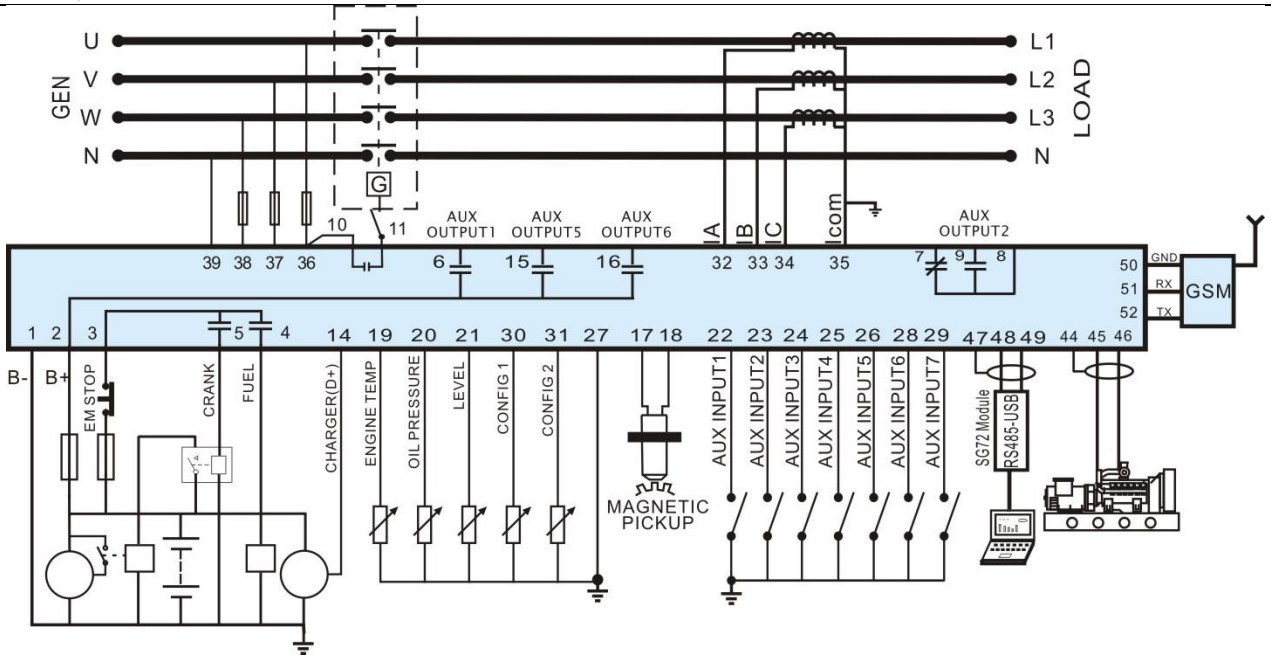 U
L1
GEN
V
L2
LOAD
W
L3
N
N
G
10
11
AUX
OUTPUT1
AUX
OUTPUT5
AUX
OUTPUT6
IA
IB
IC
Icom
AUX
OUTPUT2
39
38
37
36
6
15
16
32
33
34
35
7
9
8
50
GND
51
RX
52
TX
GSM
1
2
3
5
4
14
19
20
21
30
31
27
17
18
22
23
24
25
26
28
29
47
48
49
44
45
46
B-
B+
EM STOP
CRANK
FUEL
CHARGER(D+)
ENGINE TEMP
OIL PRESSURE
LEVEL
CONFIG 1
CONFIG 2
MAGNETIC
PICKUP
AUX INPUT1
AUX INPUT2
AUX INPUT3
AUX INPUT4
AUX INPUT5
AUX INPUT6
AUX INPUT7
SG72 Module
RS485-USB